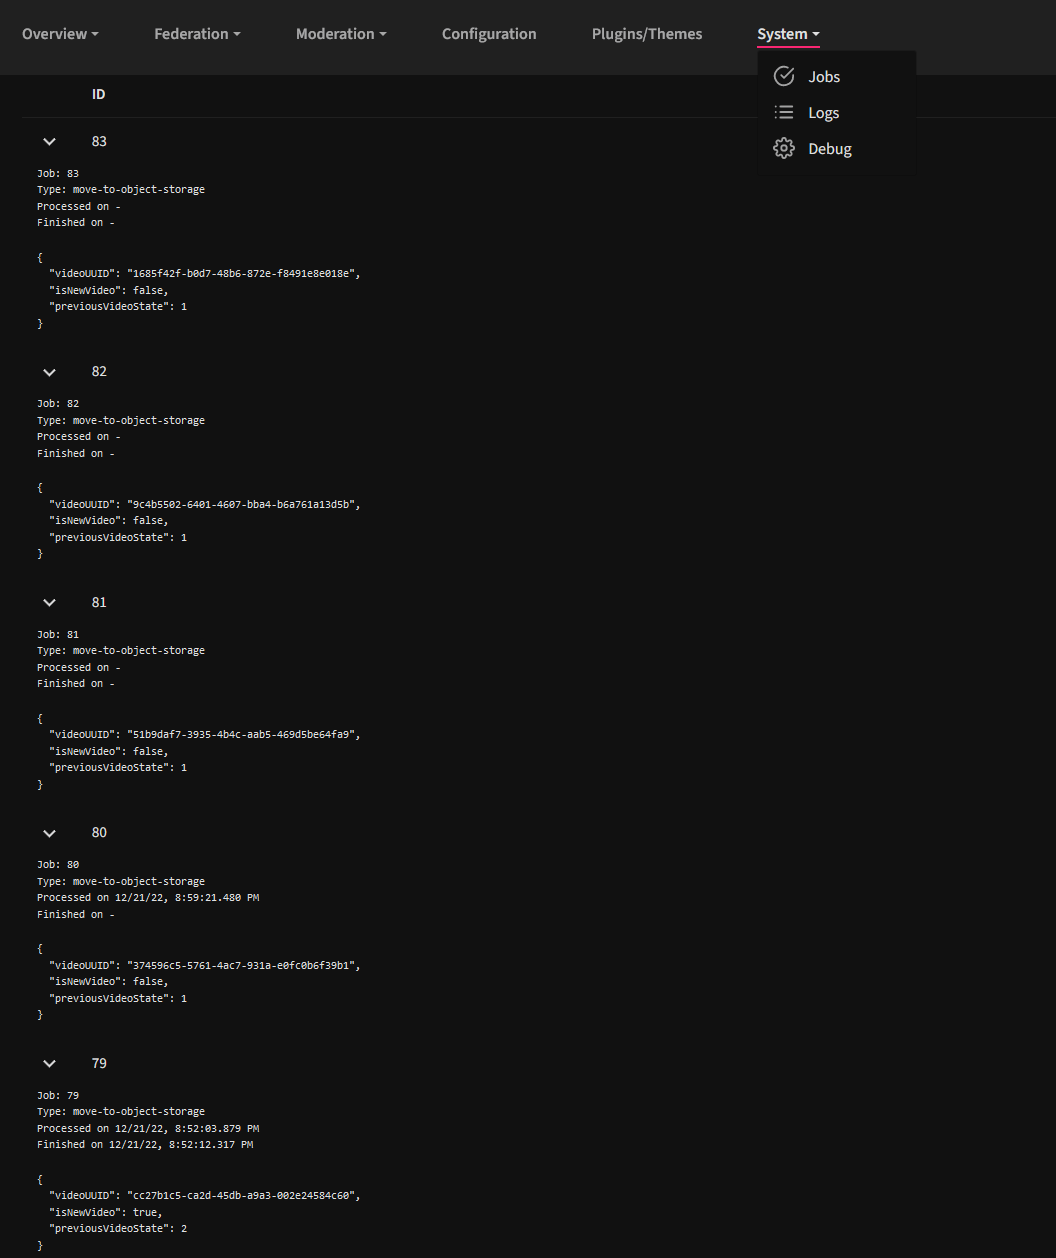 Overview Federation Moderation Configuration Plugins/Themes System
Jobs
Logs
Debug
ID
83
Job: 83
Type: move-to-object-storage
Processed on -
Finished on -
{
"videoUUID": "1685f42f-b0d7-48b6-872e-f8491e8e018e",
"isNewVideo": false,
"previousVideoState": 1
}
82
Job: 82
Type: move-to-object-storage
Processed on -
Finished on -
{
"videoUUID": "9c4b5502-6401-4607-bba4-b6a761a13d5b",
"isNewVideo": false,
"previousVideoState": 1
}
81
Job: 81
Type: move-to-object-storage
Processed on -
Finished on -
{
"videoUUID": "51b9daf7-3935-4b4c-aab5-469d5be64fa9",
"isNewVideo": false,
"previousVideoState": 1
}
80
Job: 80
Type: move-to-object-storage
Processed on 12/21/22, 8:59:21.480 PM
Finished on -
{
"videoUUID": "374596c5-5761-4ac7-931a-e0fc0b6f39b1",
"isNewVideo": false,
"previousVideoState": 1
}
79
Job: 79
Type: move-to-object-storage
Processed on 12/21/22, 8:52:03.879 PM
Finished on 12/21/22, 8:52:12.317 PM
{
"videoUUID": "cc27b1c5-ca2d-45db-a9a3-002e24584c60",
"isNewVideo": true,
"previousVideoState": 2
}